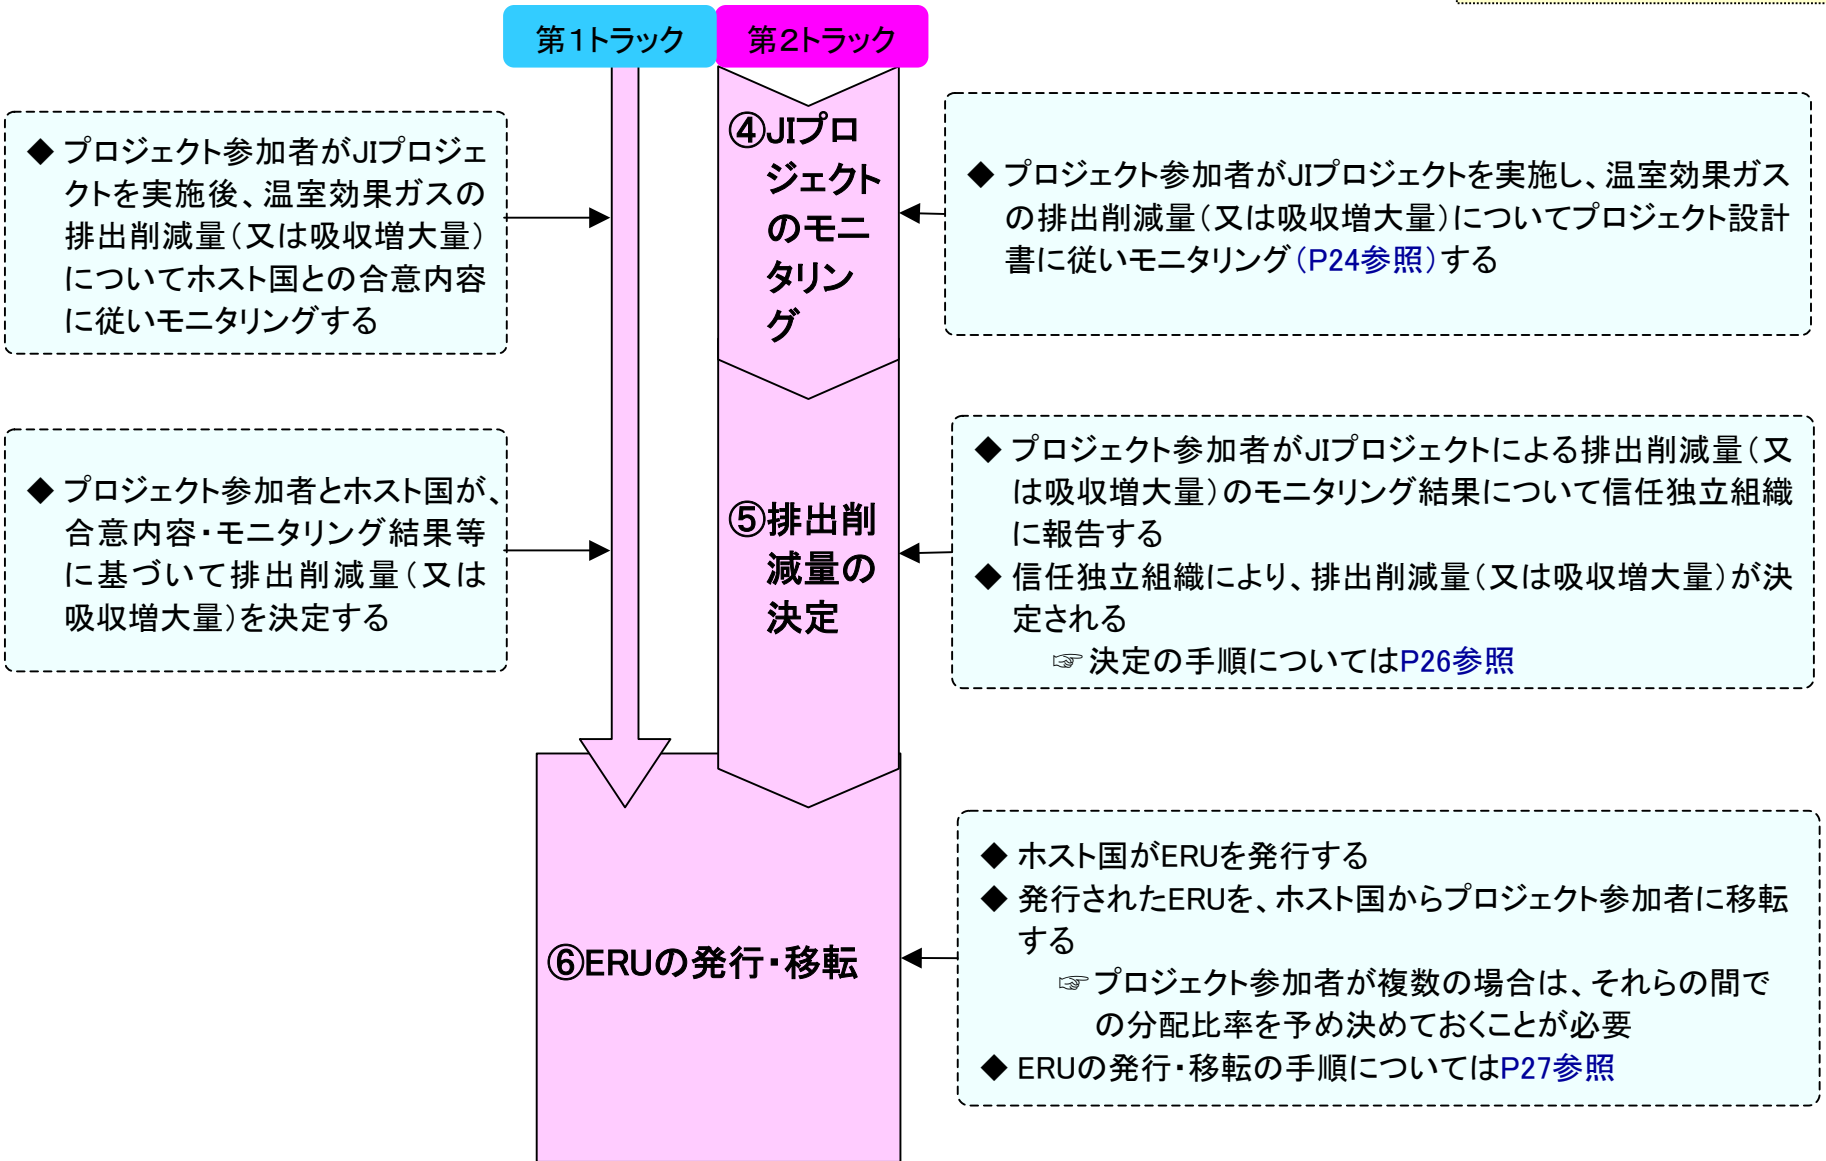 第1トラック
第2トラック
◆ プロジェクト参加者がJIプロジェ
クトを実施後、温室効果ガスの
排出削減量（又は吸収増大量）
についてホスト国との合意内容
に従いモニタリングする
④JIプロ
ジェクト
のモニ
タリン
グ
◆ プロジェクト参加者がJIプロジェクトを実施し、温室効果ガス
の排出削減量（又は吸収増大量）についてプロジェクト設計
書に従いモニタリング（P24参照）する
◆ プロジェクト参加者とホスト国が、
合意内容・モニタリング結果等
に基づいて排出削減量（又は
吸収増大量）を決定する
⑤排出削
減量の
決定
◆ プロジェクト参加者がJIプロジェクトによる排出削減量（又
は吸収増大量）のモニタリング結果について信任独立組織
に報告する
◆ 信任独立組織により、排出削減量（又は吸収増大量）が決
定される
☞ 決定の手順についてはP26参照
⑥ERUの発行・移転
◆ ホスト国がERUを発行する
◆ 発行されたERUを、ホスト国からプロジェクト参加者に移転
する
☞ プロジェクト参加者が複数の場合は、それらの間で
の分配比率を予め決めておくことが必要
◆ ERUの発行・移転の手順についてはP27参照